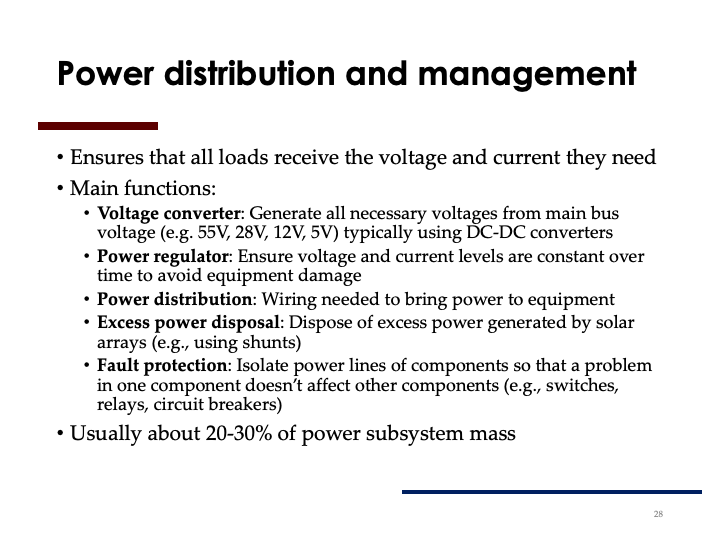 Power distribution and management
• Ensures that all loads receive the voltage and current they need
• Main functions:
• Voltage converter: Generate all necessary voltages from main bus
voltage (e.g. 55V, 28V, 12V, 5V) typically using DC-DC converters
• Power regulator: Ensure voltage and current levels are constant over
time to avoid equipment damage
• Power distribution: Wiring needed to bring power to equipment
• Excess power disposal: Dispose of excess power generated by solar
arrays (e.g., using shunts)
• Fault protection: Isolate power lines of components so that a problem
in one component doesn’t affect other components (e.g., switches,
relays, circuit breakers)
• Usually about 20-30% of power subsystem mass
28